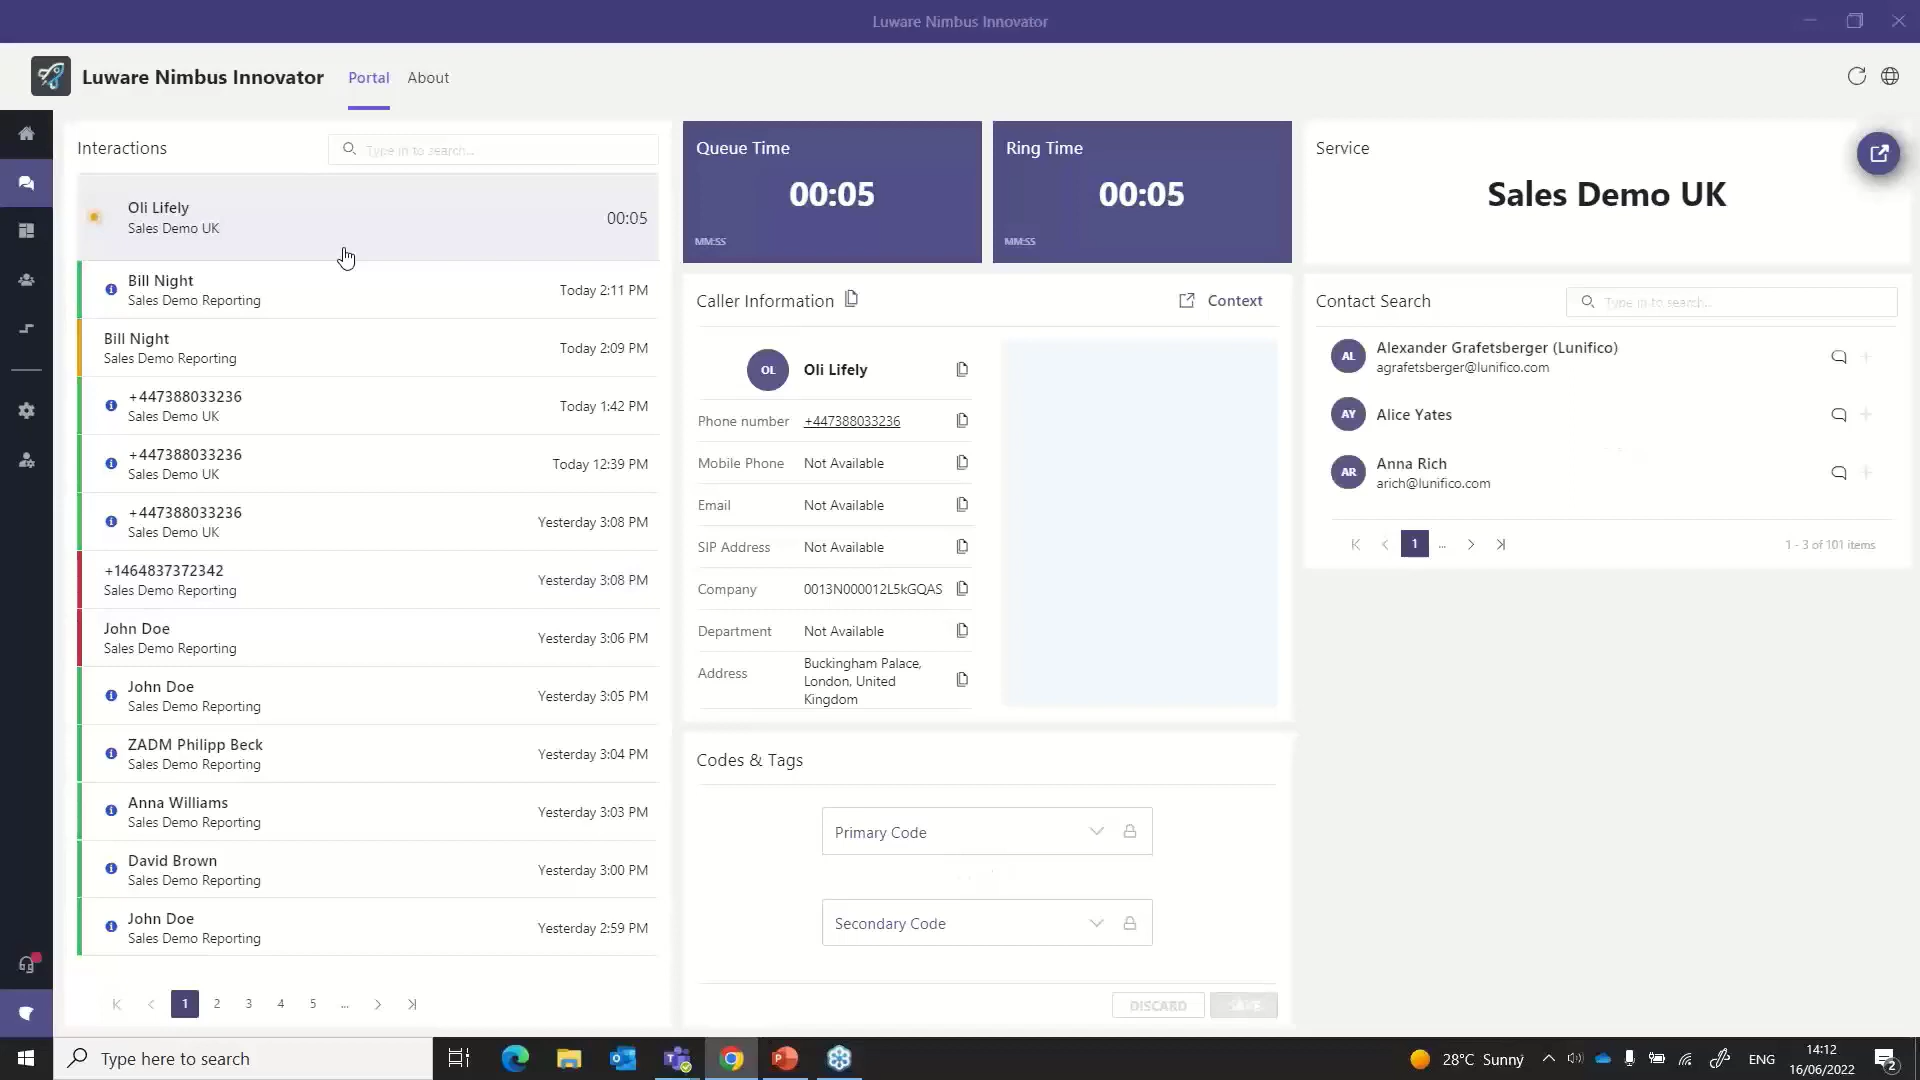 Luware Nimbus Innovator
Luware Nimbus Innovator
Portal
About
Interactions
Type in to search...
Oli Lifely
Sales Demo UK
00:05
Bill Night
Sales Demo Reporting
Today 2:11 PM
Bill Night
Sales Demo Reporting
Today 2:09 PM
+447388033236
Sales Demo UK
Today 1:42 PM
+447388033236
Sales Demo UK
Today 12:39 PM
+447388033236
Sales Demo UK
Yesterday 3:08 PM
+1464837372342
Sales Demo Reporting
Yesterday 3:08 PM
John Doe
Sales Demo Reporting
Yesterday 3:06 PM
John Doe
Sales Demo Reporting
Yesterday 3:05 PM
ZADM Philipp Beck
Sales Demo Reporting
Yesterday 3:04 PM
Anna Williams
Sales Demo Reporting
Yesterday 3:03 PM
David Brown
Sales Demo Reporting
Yesterday 3:00 PM
John Doe
Sales Demo Reporting
Yesterday 2:59 PM
1 2 3 4 5 ...
Queue Time
00:05
MM:SS
Ring Time
00:05
MM:SS
Caller Information
Context
OL
Oli Lifely
Phone number +447388033236
Mobile Phone Not Available
Email Not Available
SIP Address Not Available
Company 0013N000012L5kGQAS
Department Not Available
Address
Buckingham Palace,
London, United
Kingdom
Codes & Tags
Primary Code
Secondary Code
DISCARD
SAVE
Service
Sales Demo UK
Contact Search
Type in to search...
AL
Alexander Grafetsberger (Lunifico)
agrafetsberger@lunifico.com
AY
Alice Yates
AR
Anna Rich
arich@lunifico.com
1 ...
1 - 3 of 101 items
Type here to search
28°C Sunny
ENG
14:12
16/06/2022
2